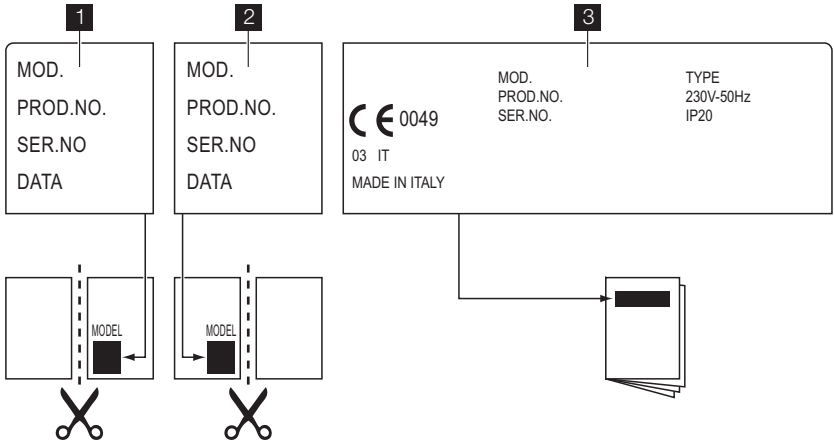 1
MOD.
PROD.NO.
SER.NO
DATA
2
MOD.
PROD.NO.
SER.NO
DATA
3
CE 0049
03 IT
MADE IN ITALY
MOD.
PROD.NO.
SER.NO.
TYPE
230V-50Hz
IP20
MODEL
MODEL